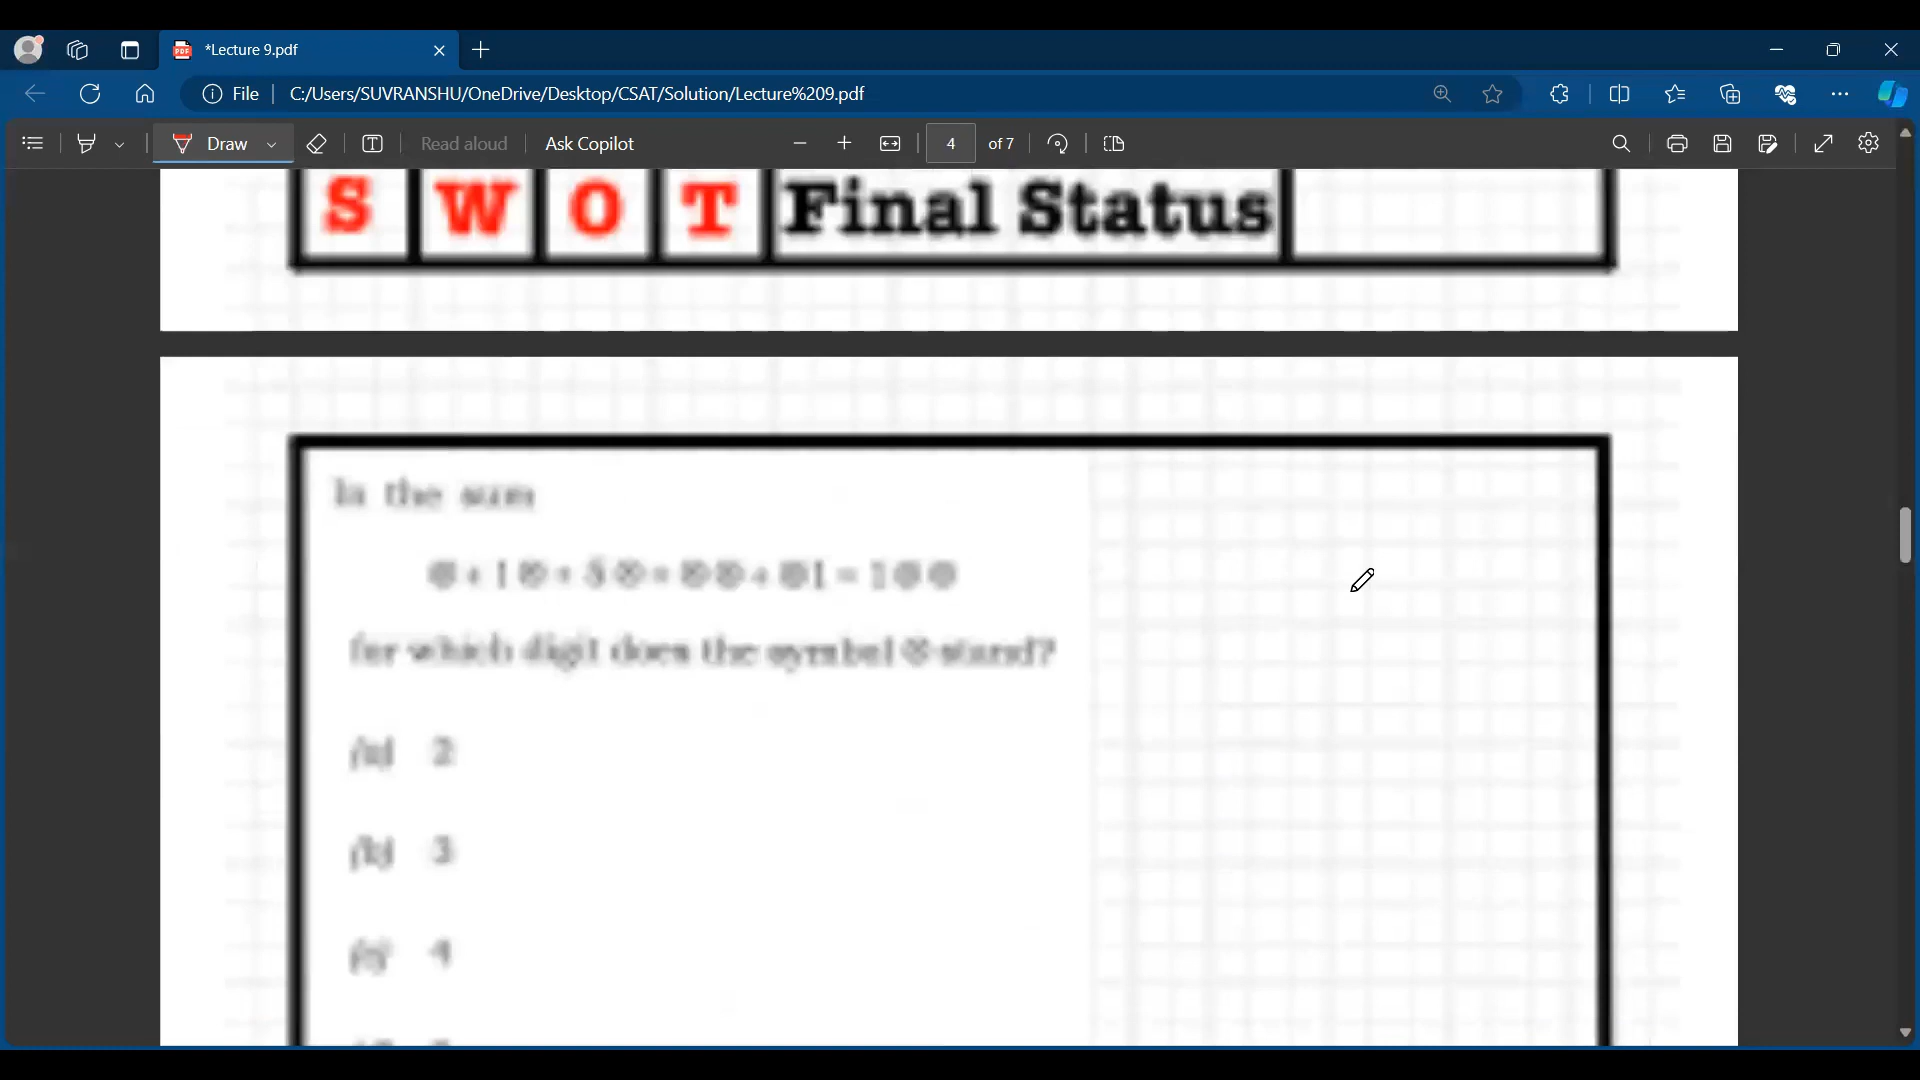 *Lecture 9.pdf
File C:/Users/SUVRANSHU/OneDrive/Desktop/CSAT/Solution/Lecture%209.pdf
Draw Read aloud Ask Copilot 4 of 7
S W O T Final Status
In the sum
for which digit does the symbol ⊗ stand?
(a) 2
(b) 3
(c) 4